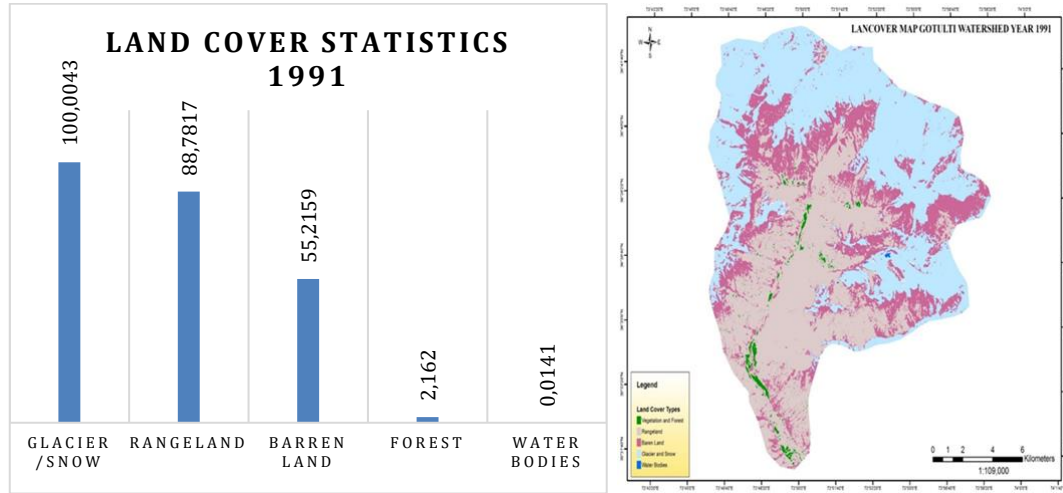 LAND COVER STATISTICS
1991
100,0043
88,7817
55,2159
2,162
0,0141
GLACIER
/SNOW
RANGELAND
BARREN
LAND
FOREST
WATER
BODIES
LANCOVER MAP GOTULTI WATERSHED YEAR 1991
N
W
E
S
Legend
Land Cover Types
Vegetation and Forest
Rangeland
Baren Land
Glacier and Snow
Water Bodies
0 1 2 4 6
Kilometers
1:109,000